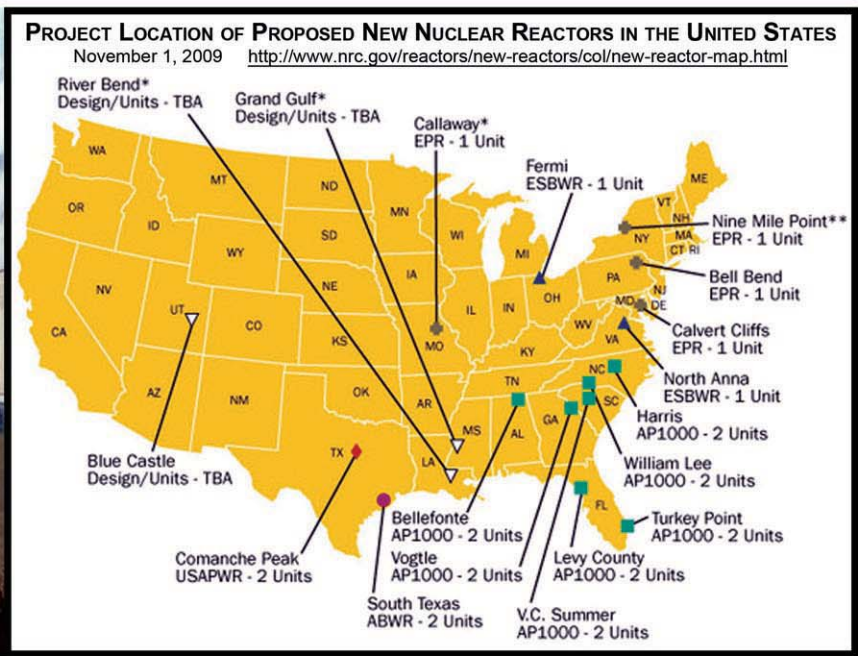 PROJECT LOCATION OF PROPOSED NEW NUCLEAR REACTORS IN THE UNITED STATES
November 1, 2009 http://www.nrc.gov/reactors/new-reactors/col/new-reactor-map.html
River Bend*
Design/Units - TBA
Grand Gulf*
Design/Units - TBA
Callaway*
EPR - 1 Unit
Fermi
ESBWR - 1 Unit
Nine Mile Point**
EPR - 1 Unit
Bell Bend
EPR - 1 Unit
Calvert Cliffs
EPR - 1 Unit
North Anna
ESBWR - 1 Unit
Harris
AP1000 - 2 Units
William Lee
AP1000 - 2 Units
Turkey Point
AP1000 - 2 Units
Levy County
AP1000 - 2 Units
V.C. Summer
AP1000 - 2 Units
Bellefonte
AP1000 - 2 Units
Vogtle
AP1000 - 2 Units
South Texas
ABWR - 2 Units
Comanche Peak
USAPWR - 2 Units
Blue Castle
Design/Units - TBA
WA
MT
ND
MN
ME
VT
NH
OR
ID
SD
WI
MI
NY
MA
CT RI
WY
IA
PA
NJ
NE
NV
UT
CO
IL
IN
OH
MD
DE
WV
VA
CA
KS
MO
KY
NC
TN
AZ
NM
OK
AR
SC
MS
AL
GA
TX
LA
FL